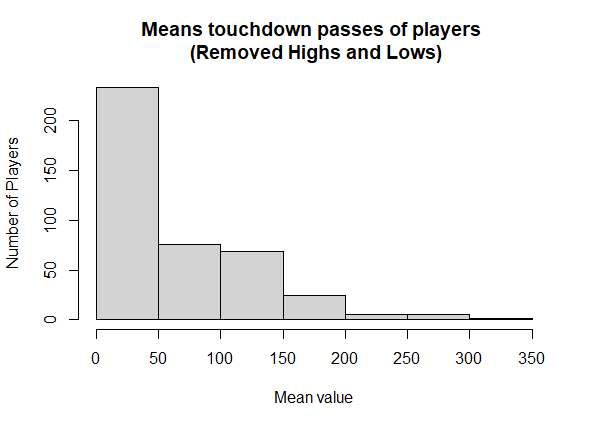 Means touchdown passes of players
(Removed Highs and Lows)
Number of Players
200
150
100
50
0
0 50 100 150 200 250 300 350
Mean value